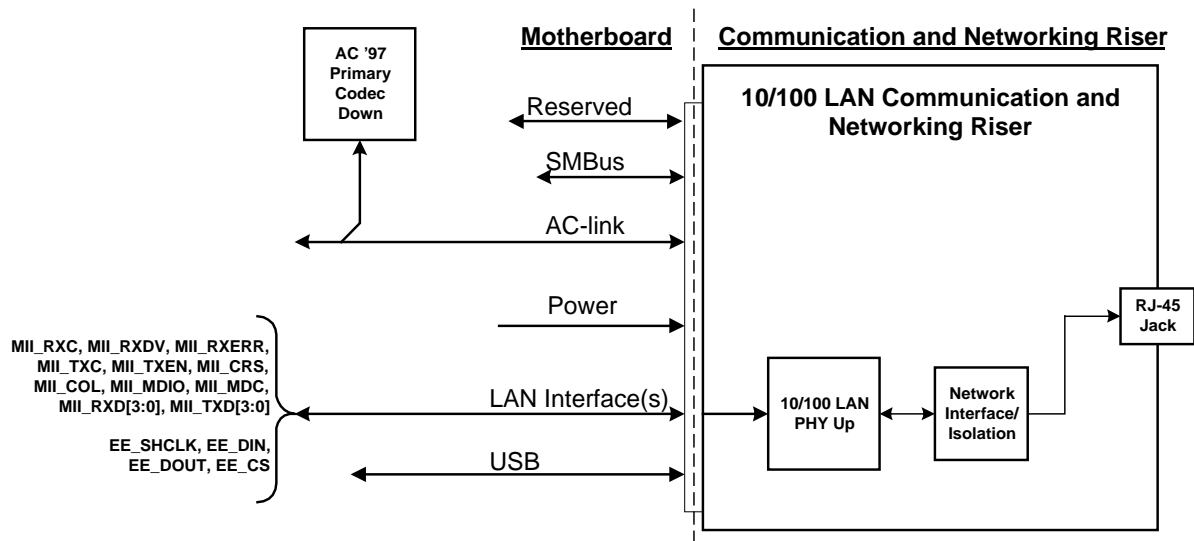 Motherboard
Communication and Networking Riser
AC '97
Primary
Codec
Down
10/100 LAN Communication and
Networking Riser
Reserved
SMBus
AC-link
Power
RJ-45
Jack
MII_RXC, MII_RXDV, MII_RXERR,
MII_TXC, MII_TXEN, MII_CRS,
MII_COL, MII_MDIO, MII_MDC,
MII_RXD[3:0], MII_TXD[3:0]
EE_SHCLK, EE_DIN,
EE_DOUT, EE_CS
LAN Interface(s)
USB
10/100 LAN
PHY Up
Network
Interface/
Isolation